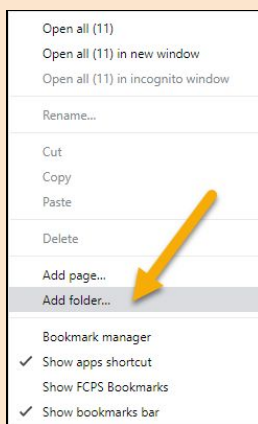 Open all (11)
Open all (11) in new window
Open all (11) in incognito window
Rename...
Cut
Copy
Paste
Delete
Add page...
Add folder...
Bookmark manager
Show apps shortcut
Show FCPS Bookmarks
Show bookmarks bar